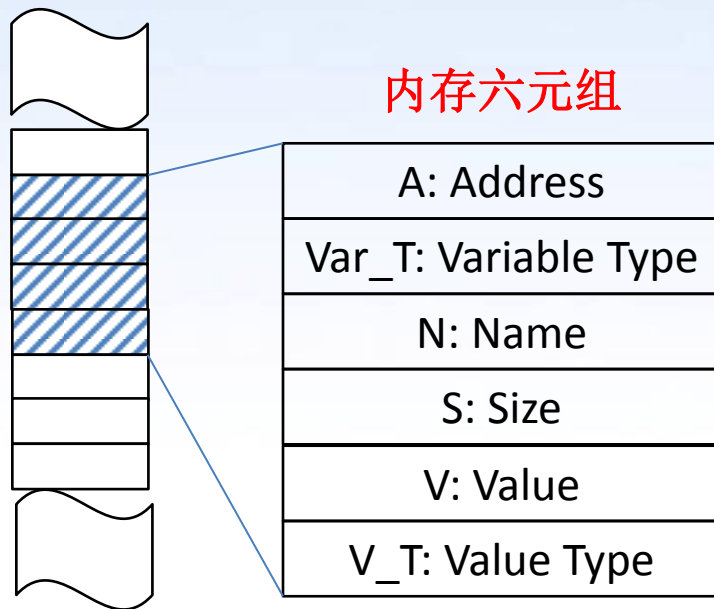 内存六元组
A: Address
Var_T: Variable Type
N: Name
S: Size
V: Value
V_T: Value Type